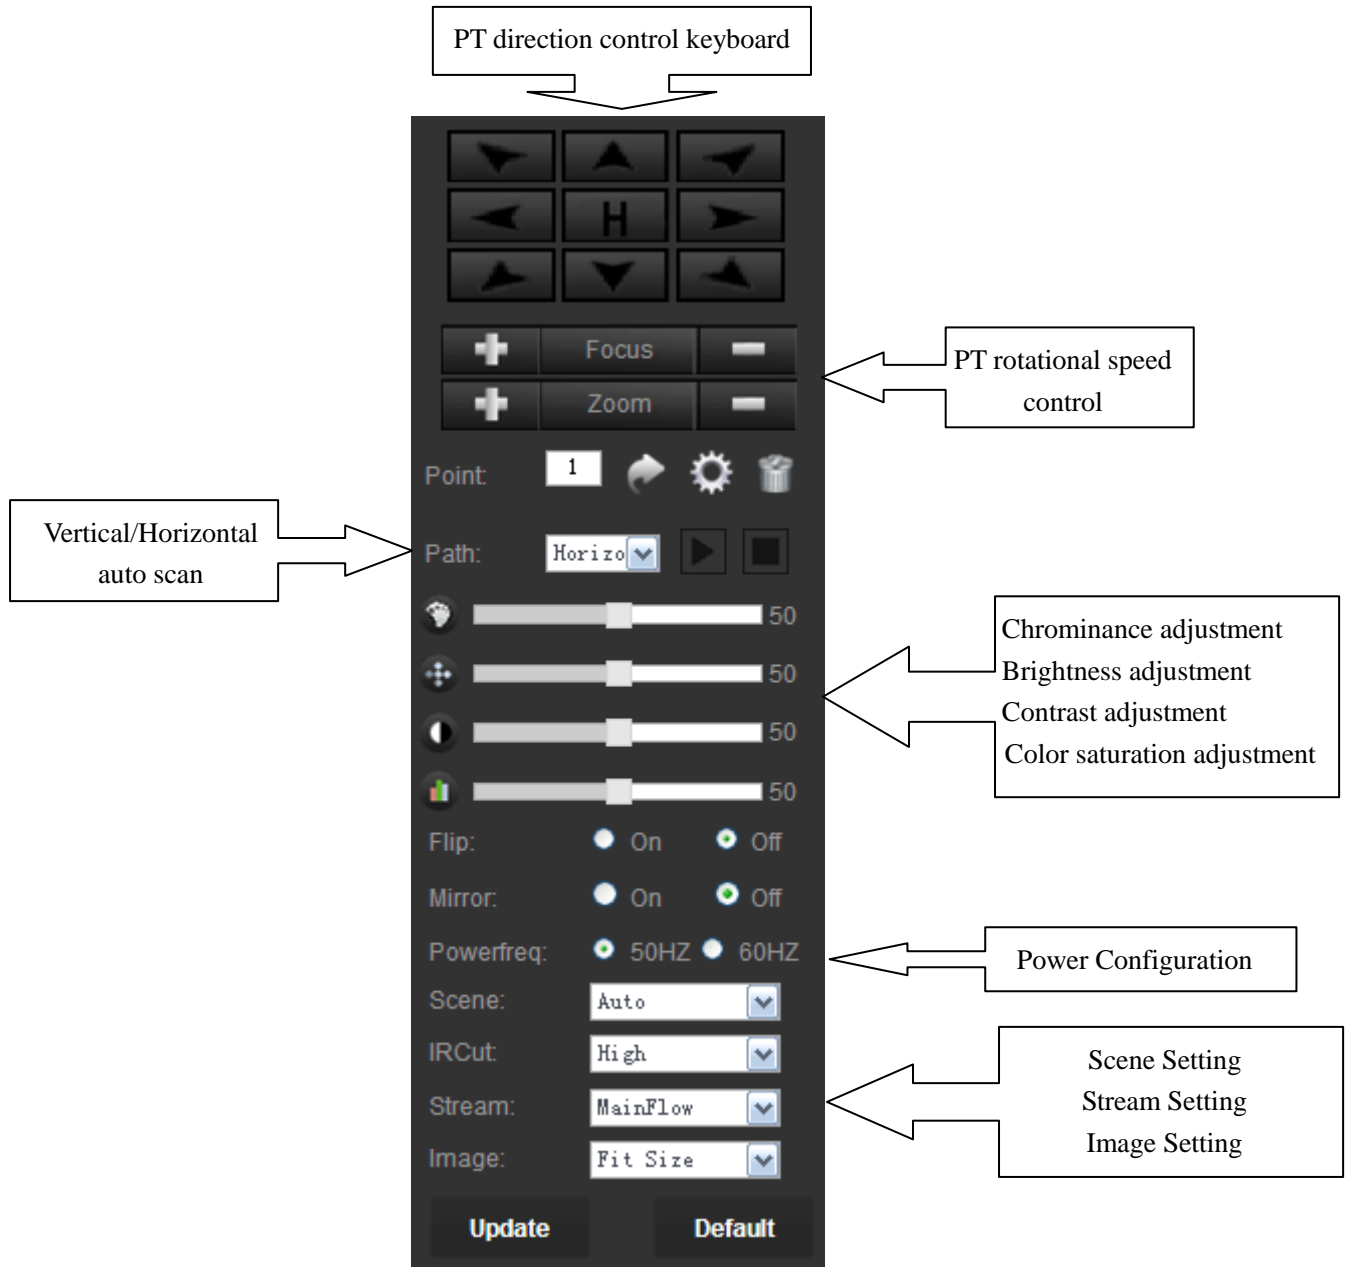 PT direction control keyboard
H
Focus
PT rotational speed
control
Zoom
Point: 1
Vertical/Horizontal
auto scan
Path: Horizo
50
50
50
50
Chrominance adjustment
Brightness adjustment
Contrast adjustment
Color saturation adjustment
Flip: On Off
Mirror: On Off
Powerfreq: 50HZ 60HZ
Power Configuration
Scene: Auto
IRCut: High
Stream: MainFlow
Image: Fit Size
Scene Setting
Stream Setting
Image Setting
Update Default